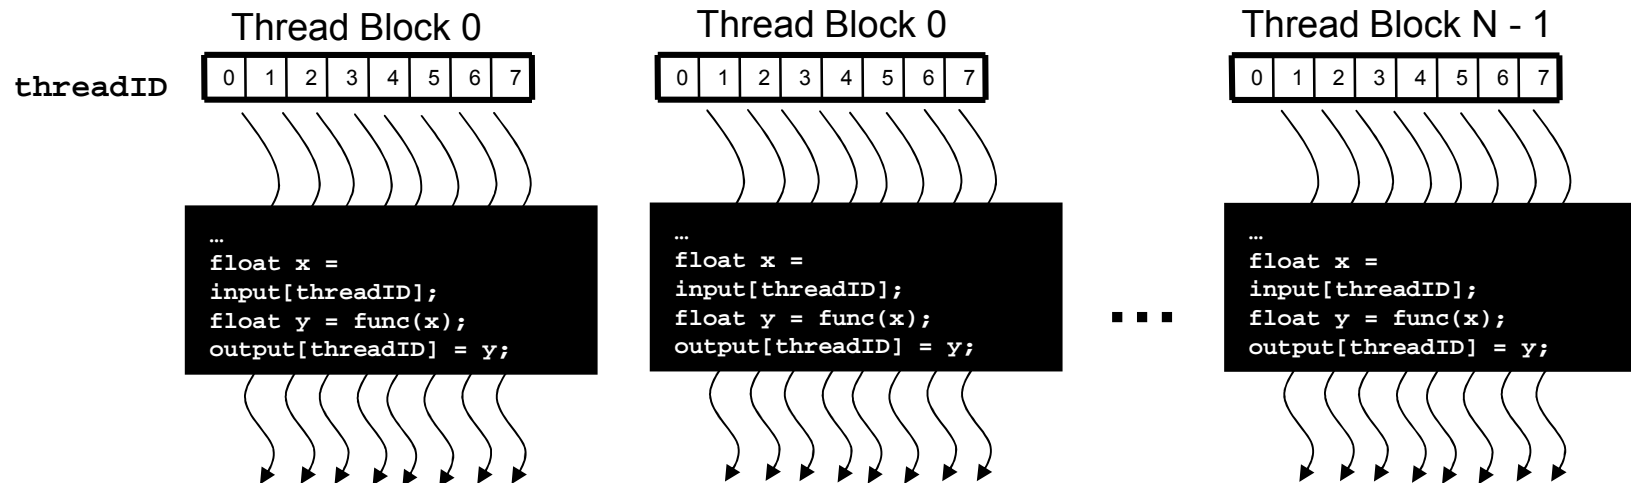 Thread Block 0
Thread Block 0
Thread Block N - 1
threadID
0 1 2 3 4 5 6 7
0 1 2 3 4 5 6 7
0 1 2 3 4 5 6 7
…
float x =
input[threadID];
float y = func(x);
output[threadID] = y;
…
float x =
input[threadID];
float y = func(x);
output[threadID] = y;
...
…
float x =
input[threadID];
float y = func(x);
output[threadID] = y;